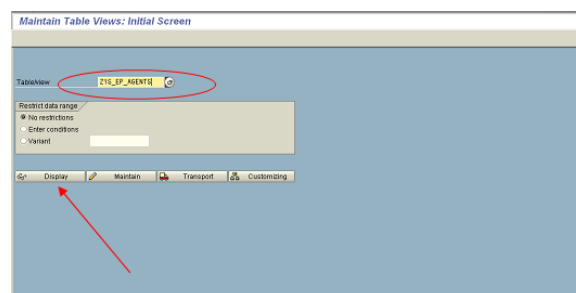 Maintain Table Views: Initial Screen
Table/view Z1S_EP_AGENTS
Restrict data range
No restrictions
Enter conditions
Variant
Display Maintain Transport Customizing